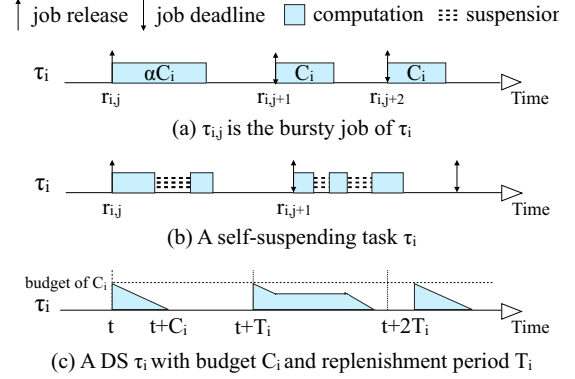 job release job deadline computation suspension
τi αCi Ci Ci
ri,j ri,j+1 ri,j+2 Time
(a) τi,j is the bursty job of τi
τi
ri,j ri,j+1 Time
(b) A self-suspending task τi
budget of Ci
τi
t t+Ci t+Ti t+2Ti Time
(c) A DS τi with budget Ci and replenishment period Ti